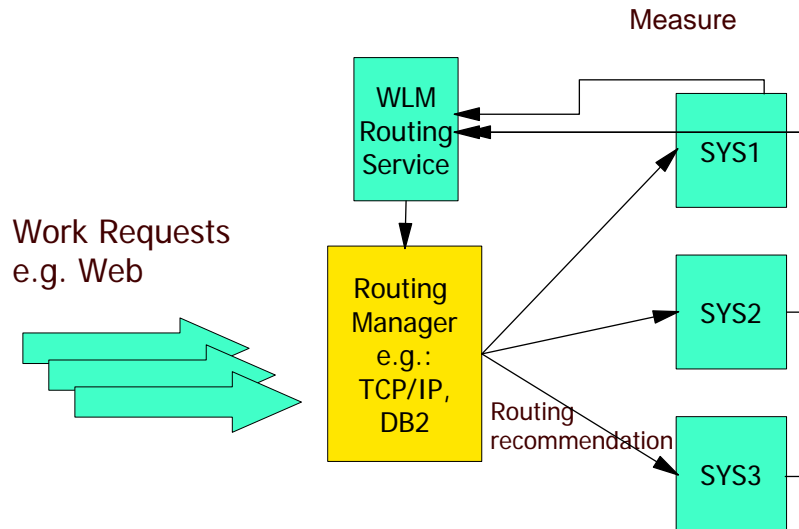 Measure
WLM
Routing
Service
SYS1
Work Requests
e.g. Web
Routing
Manager
e.g.:
TCP/IP,
DB2
SYS2
Routing
recommendation
SYS3